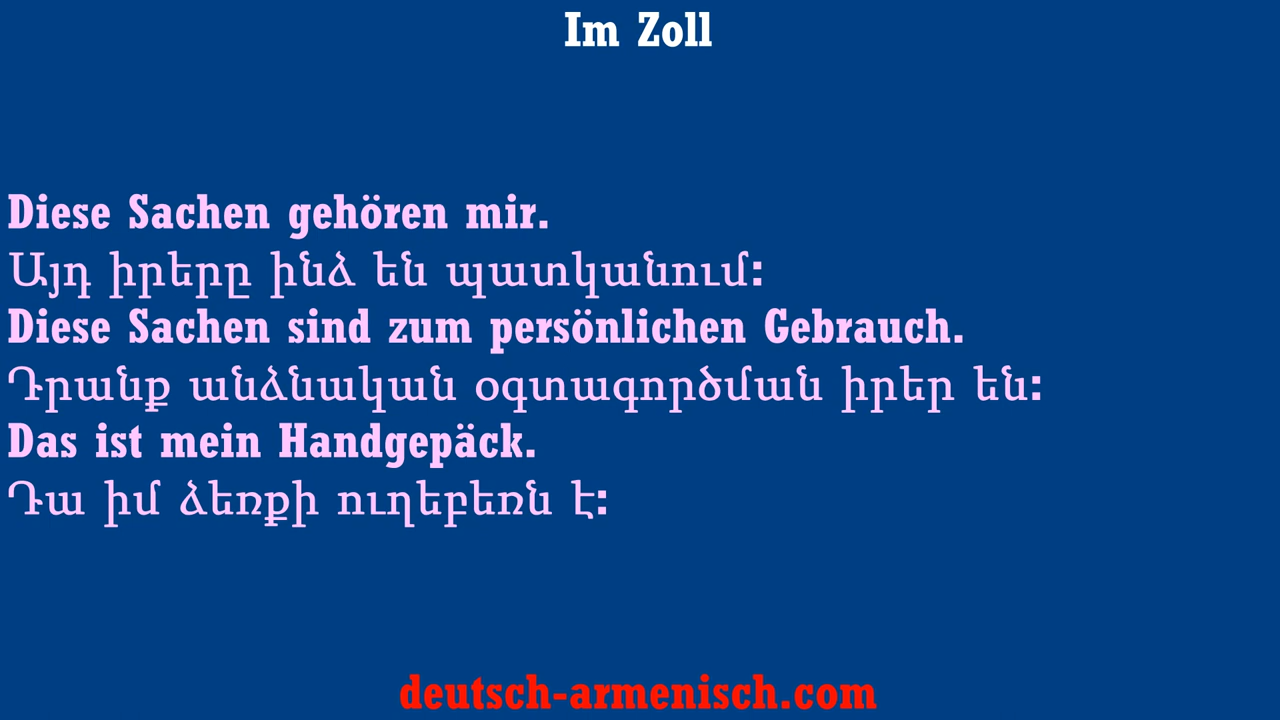 Im Zoll
Diese Sachen gehören mir.
Այդ իրերը ինձ են պատկանում:
Diese Sachen sind zum persönlichen Gebrauch.
Դրանք անձնական օգտագործման իրեր են:
Das ist mein Handgepäck.
Դա իմ ձեռքի ուղեբեռն է:
deutsch-armenisch.com